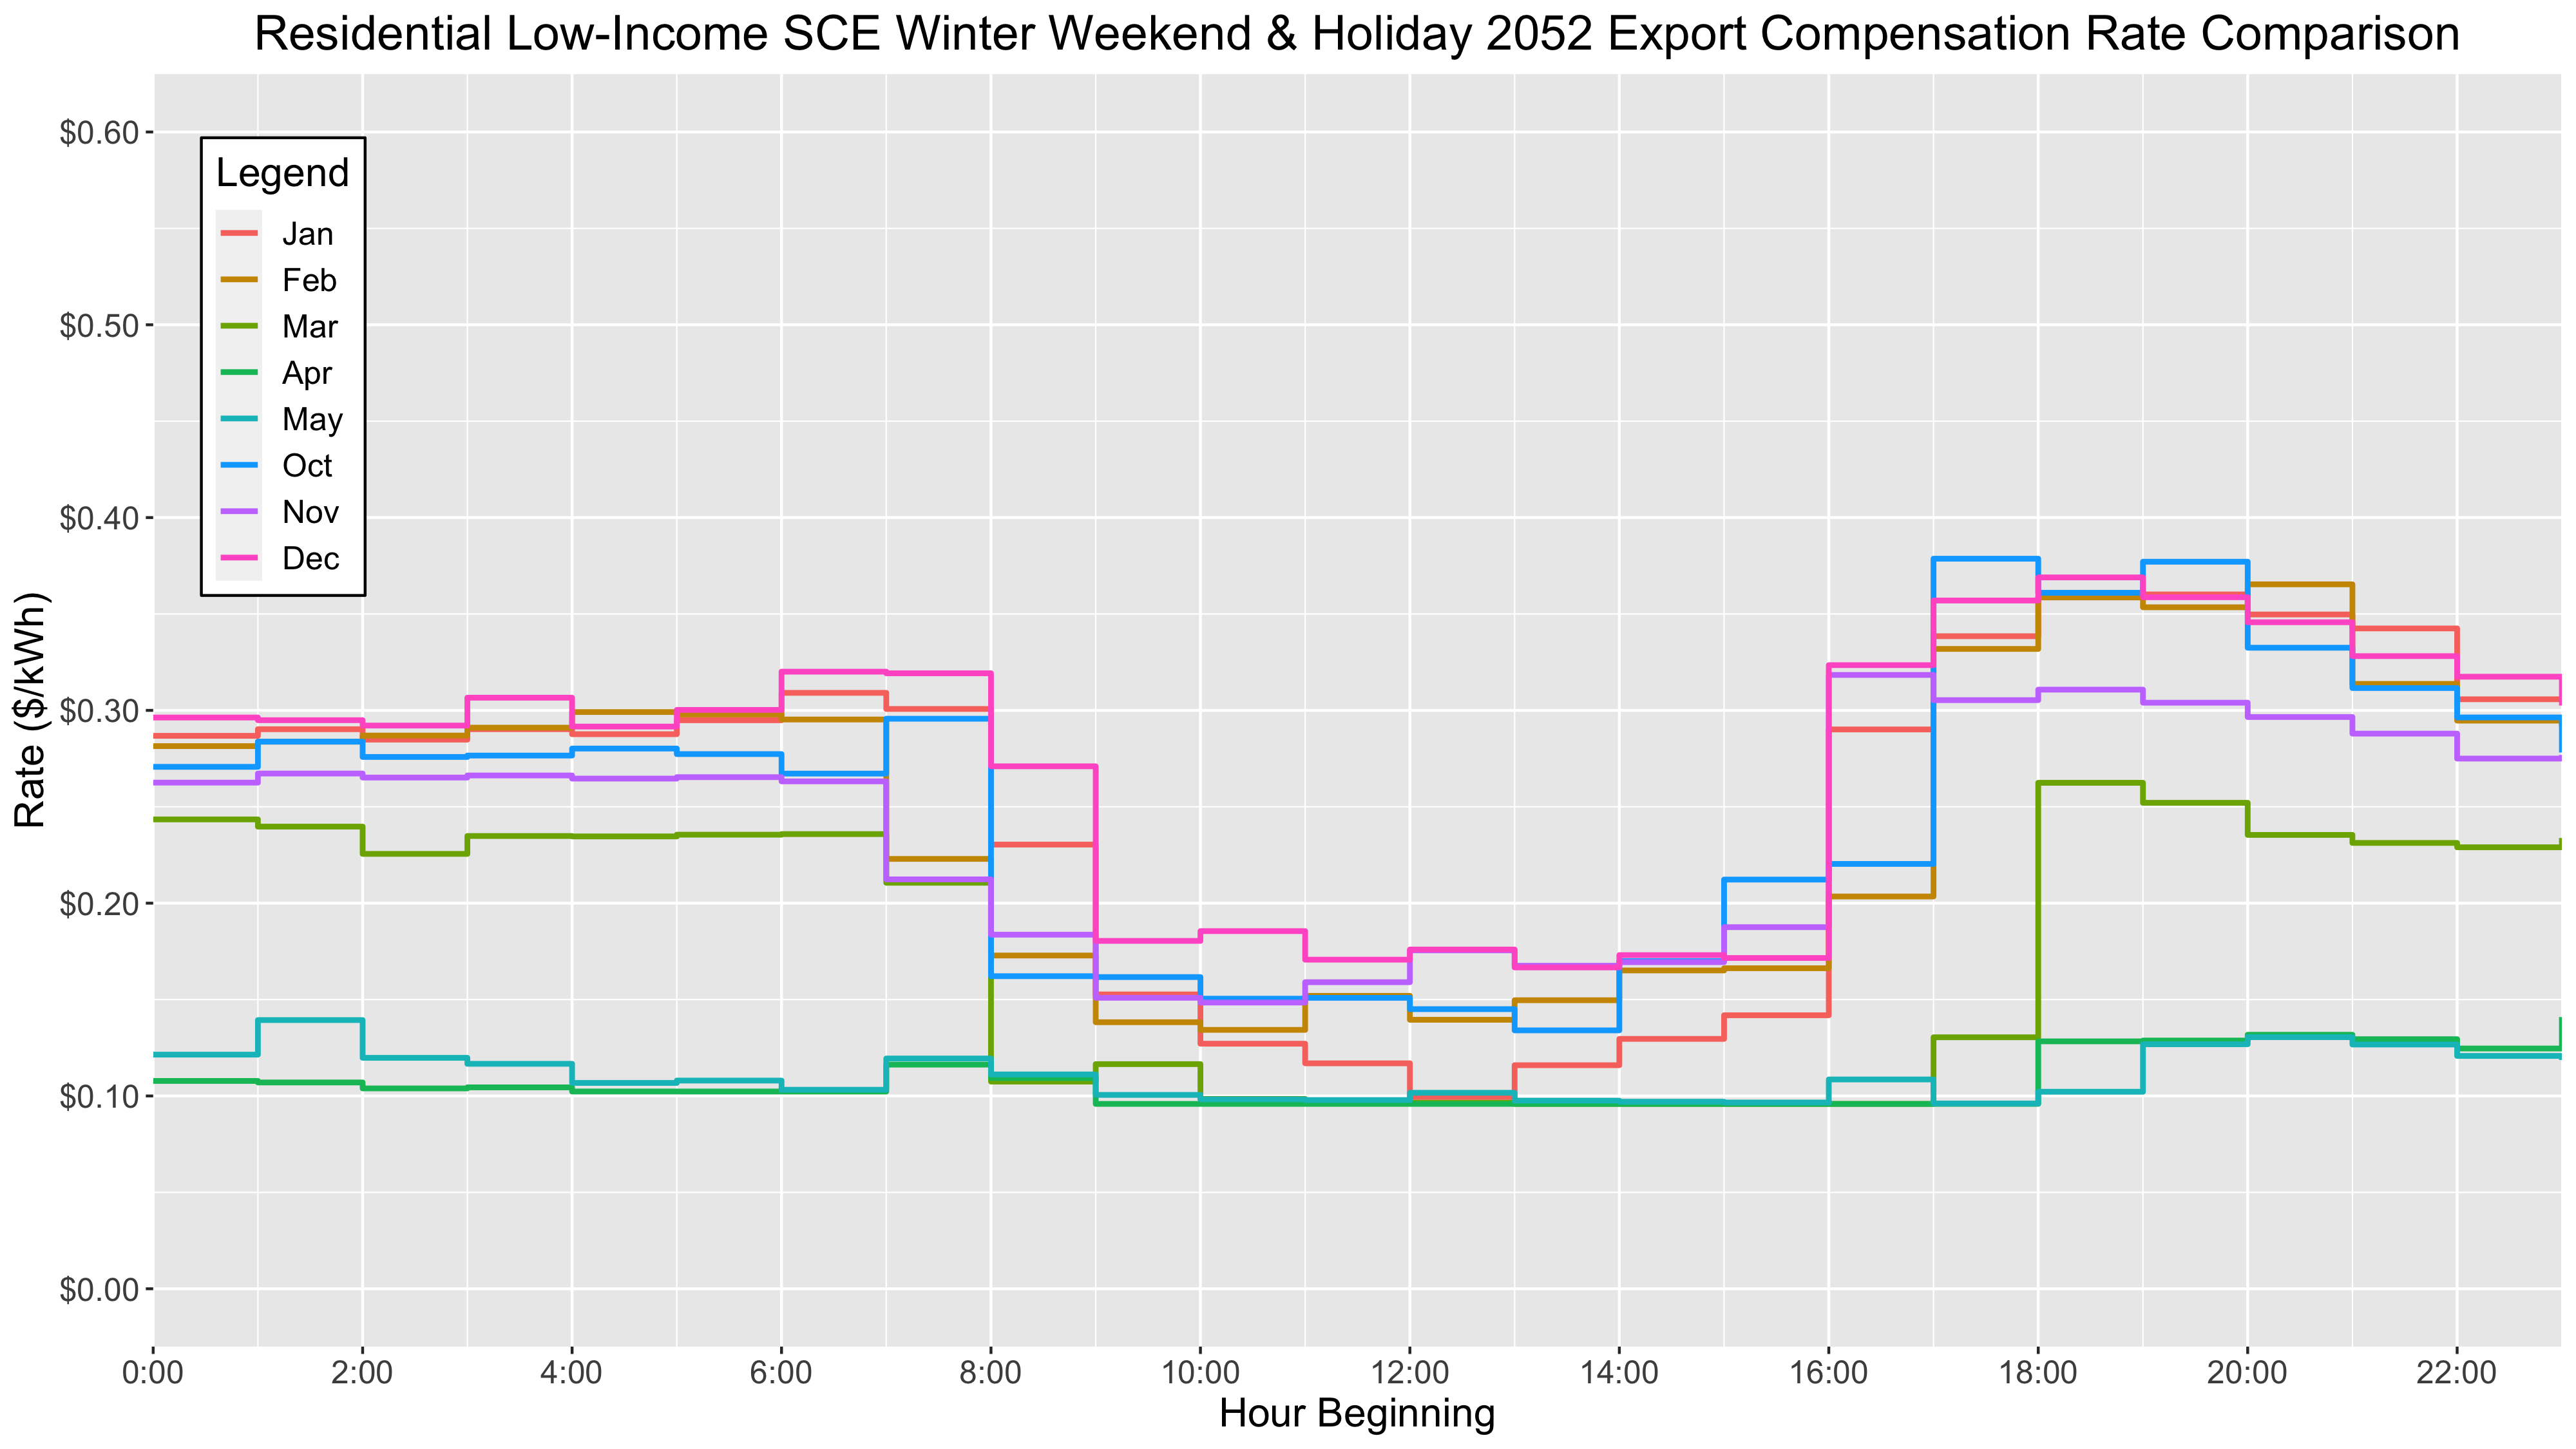 Residential Low-Income SCE Winter Weekend & Holiday 2052 Export Compensation Rate Comparison
$0.60
$0.50
$0.40
$0.30
$0.20
$0.10
$0.00
Rate ($/kWh)
Legend
Jan
Feb
Mar
Apr
May
Oct
Nov
Dec
0:00 2:00 4:00 6:00 8:00 10:00 12:00 14:00 16:00 18:00 20:00 22:00
Hour Beginning